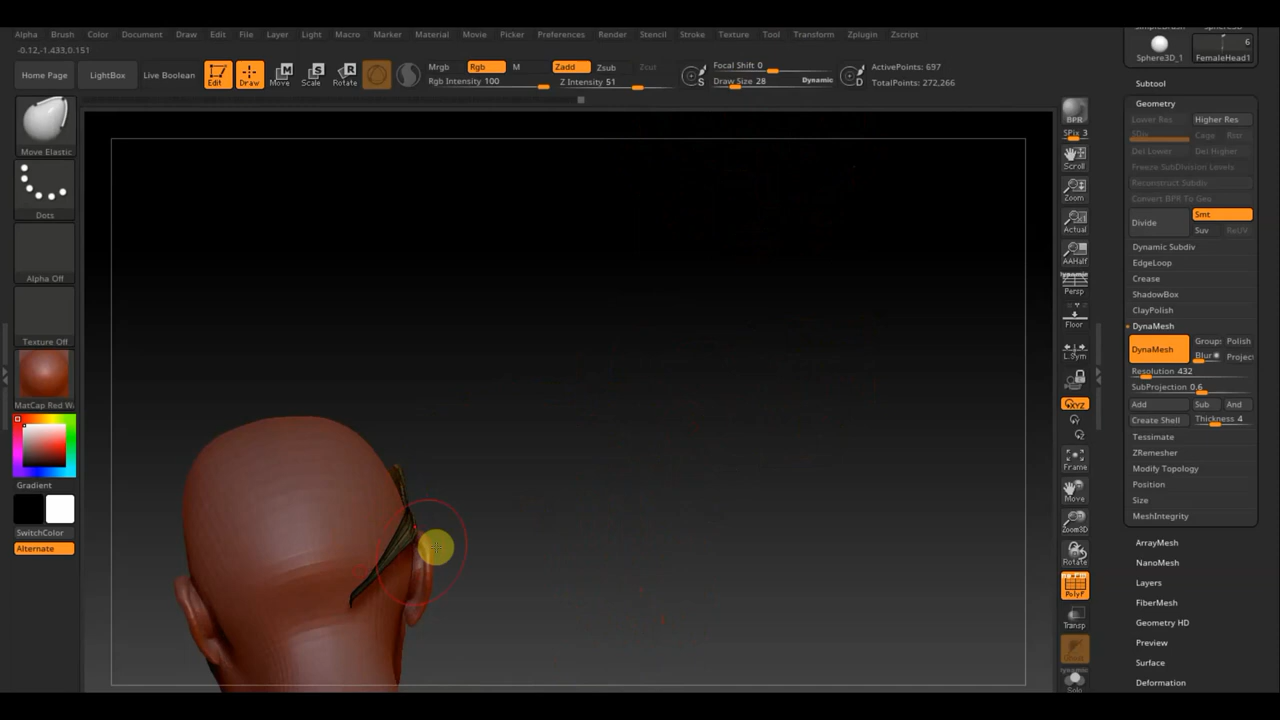 Alpha Brush Color Document Draw Edit File Layer Light Macro Marker Material Movie Picker Preferences Render Stencil Stroke Texture Tool Transform Zplugin Zscript
-0.12,-1.433,0.151
Home Page LightBox Live Boolean Edit Draw Move Scale Rotate
Mrgb Rgb M Zadd Zsub Zcut
Rgb Intensity 100 Z Intensity 51
Focal Shift 0
Draw Size 28 Dynamic
S D
ActivePoints: 697
TotalPoints: 272,266
Move Elastic
Dots
Alpha Off
Texture Off
MatCap Red W
Gradient
SwitchColor
Alternate
BPR
SPix 3
Scroll
Zoom
Actual
AAHalf
dynamic
Persp
Floor
L.Sym
XYZ
Frame
Move
Zoom3D
Rotate
PolyF
Transp
Ghost
dynamic
Solo
6
Sphere3D_1 FemaleHead1
Subtool
Geometry
Lower Res Higher Res
SDiv Cage Rstr
Del Lower Del Higher
Freeze SubDivision Levels
Reconstruct Subdiv
Convert BPR To Geo
Divide Smt
Suv ReUV
Dynamic Subdiv
EdgeLoop
Crease
ShadowBox
ClayPolish
DynaMesh
DynaMesh Groups Polish
Blur Project
Resolution 432
SubProjection 0.6
Add Sub And
Create Shell Thickness 4
Tessimate
ZRemesher
Modify Topology
Position
Size
MeshIntegrity
ArrayMesh
NanoMesh
Layers
FiberMesh
Geometry HD
Preview
Surface
Deformation